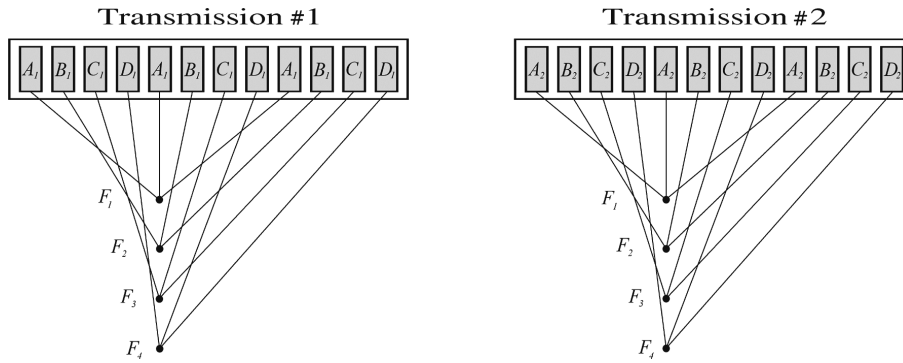 Transmission #1 Transmission #2
A₁ B₁ C₁ D₁ A₁ B₁ C₁ D₁ A₁ B₁ C₁ D₁ A₂ B₂ C₂ D₂ A₂ B₂ C₂ D₂ A₂ B₂ C₂ D₂
F₁ F₁
F₂ F₂
F₃ F₃
F₄ F₄